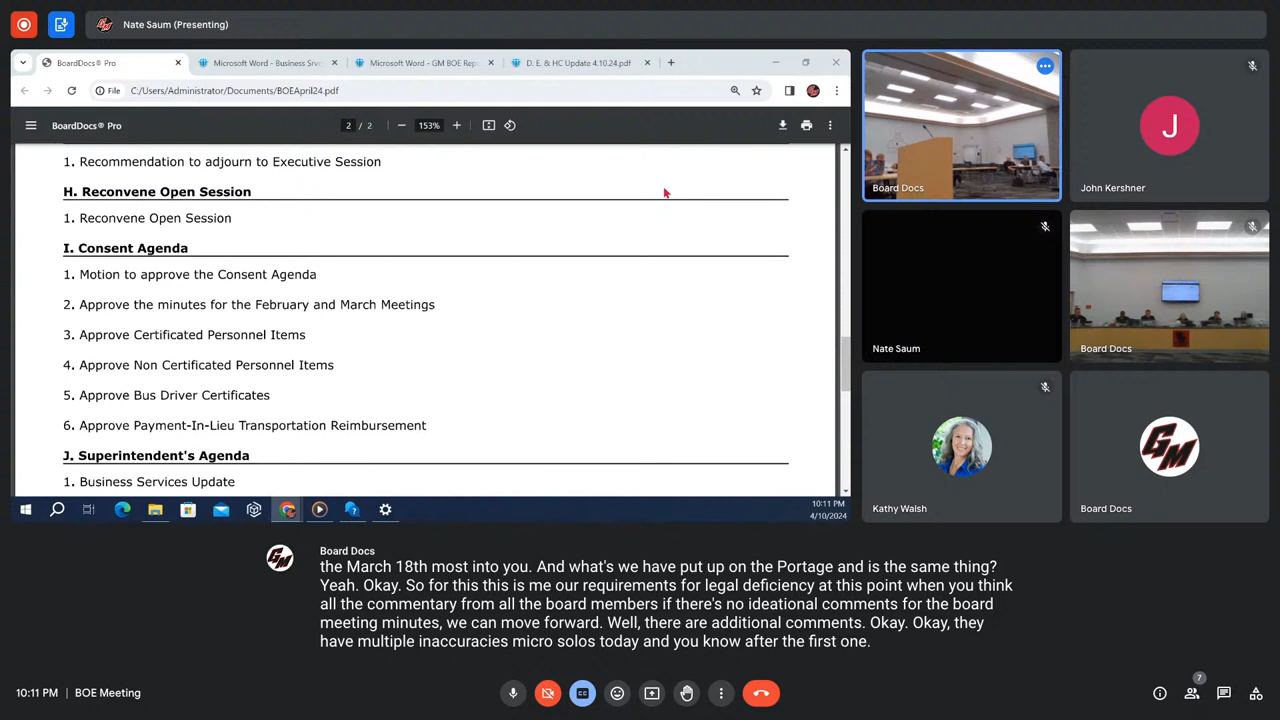 Nate Saum (Presenting)
BoardDocs® Pro
Microsoft Word - Business Srvc
Microsoft Word - GM BOE Rep
D. E. & HC Update 4.10.24.pdf
File
C:/Users/Administrator/Documents/BOEApril24.pdf
BoardDocs® Pro
2 / 2
153%
1. Recommendation to adjourn to Executive Session
H. Reconvene Open Session
1. Reconvene Open Session
I. Consent Agenda
1. Motion to approve the Consent Agenda
2. Approve the minutes for the February and March Meetings
3. Approve Certificated Personnel Items
4. Approve Non Certificated Personnel Items
5. Approve Bus Driver Certificates
6. Approve Payment-In-Lieu Transportation Reimbursement
J. Superintendent's Agenda
1. Business Services Update
10:11 PM
4/10/2024
Board Docs
J
John Kershner
Nate Saum
Board Docs
Kathy Walsh
GM
Board Docs
GM
Board Docs
the March 18th most into you. And what's we have put up on the Portage and is the same thing?
Yeah. Okay. So for this this is me our requirements for legal deficiency at this point when you think
all the commentary from all the board members if there's no ideational comments for the board
meeting minutes, we can move forward. Well, there are additional comments. Okay. Okay, they
have multiple inaccuracies micro solos today and you know after the first one.
10:11 PM | BOE Meeting
CC
7